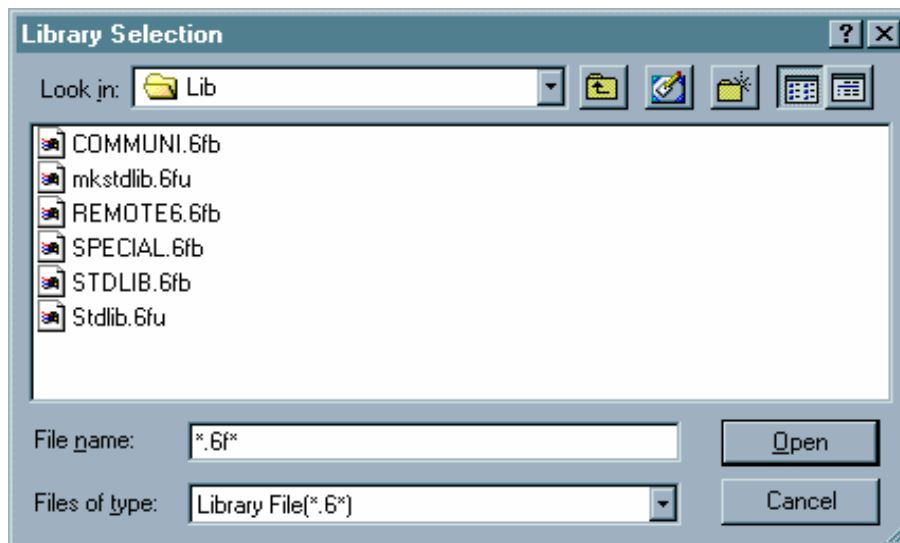 Library Selection
Look in: Lib
COMMUNI.6fb
mkstdlib.6fu
REMOTE6.6fb
SPECIAL.6fb
STDLIB.6fb
Stdlib.6fu
File name: *.6f* Open
Files of type: Library File(*.6*) Cancel